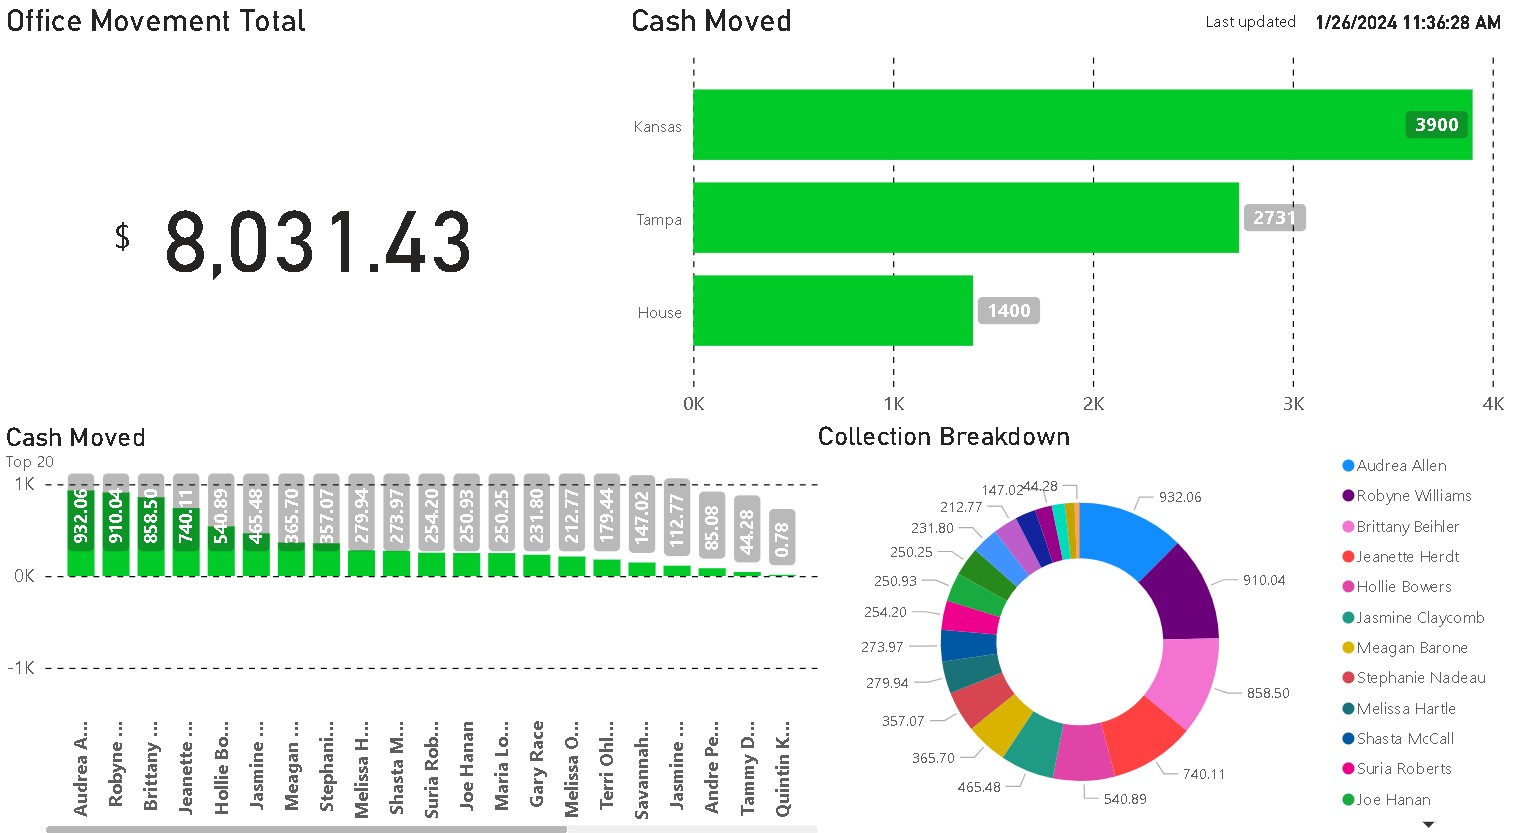 Office Movement Total
$ 8,031.43
Cash Moved
Last updated 1/26/2024 11:36:28 AM
Kansas 3900
Tampa 2731
House 1400
0K 1K 2K 3K 4K
Cash Moved
Top 20
1K
0K
-1K
932.06
910.04
858.50
740.11
540.89
465.48
365.70
357.07
279.94
273.97
254.20
250.93
250.25
231.80
212.77
179.44
147.02
112.77
85.08
44.28
0.78
Audrea A...
Robyne ...
Brittany ...
Jeanette ...
Hollie Bo...
Jasmine ...
Meagan ...
Stephani...
Melissa H...
Shasta M...
Suria Rob...
Joe Hanan
Maria Lo...
Gary Race
Melissa O...
Terri Ohl...
Savannah...
Jasmine ...
Andre Pe...
Tammy D...
Quintin K...
Collection Breakdown
932.06
910.04
858.50
740.11
540.89
465.48
365.70
357.07
279.94
273.97
254.20
250.93
250.25
231.80
212.77
147.02
44.28
Audrea Allen
Robyne Williams
Brittany Beihler
Jeanette Herdt
Hollie Bowers
Jasmine Claycomb
Meagan Barone
Stephanie Nadeau
Melissa Hartle
Shasta McCall
Suria Roberts
Joe Hanan